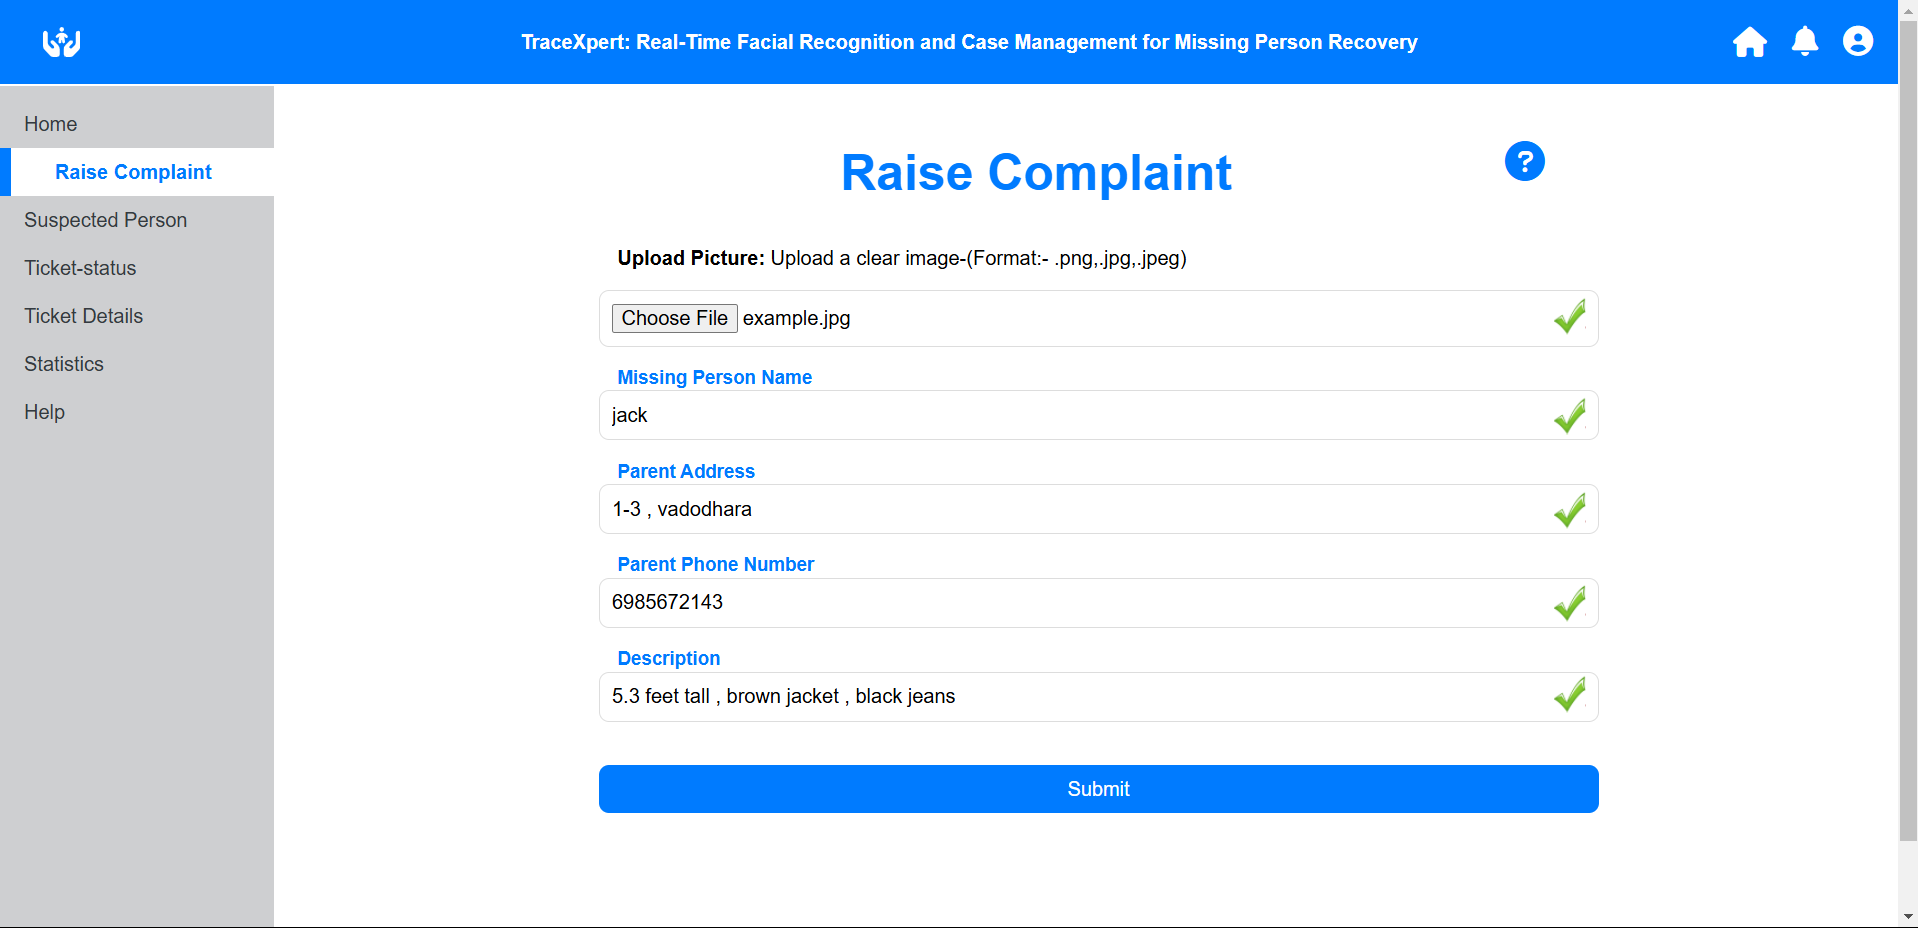 TraceXpert: Real-Time Facial Recognition and Case Management for Missing Person Recovery
Home
Raise Complaint
Suspected Person
Ticket-status
Ticket Details
Statistics
Help
Raise Complaint
?
Upload Picture: Upload a clear image-(Format:- .png,.jpg,.jpeg)
Choose File example.jpg
Missing Person Name
jack
Parent Address
1-3 , vadodhara
Parent Phone Number
6985672143
Description
5.3 feet tall , brown jacket , black jeans
Submit